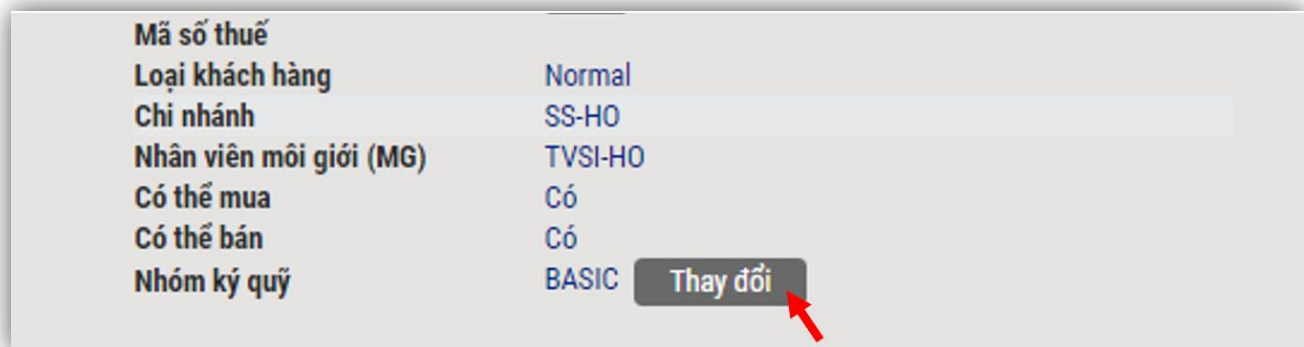 Mã số thuế
Loại khách hàng Normal
Chi nhánh SS-HO
Nhân viên môi giới (MG) TVSI-HO
Có thể mua Có
Có thể bán Có
Nhóm ký quỹ BASIC Thay đổi